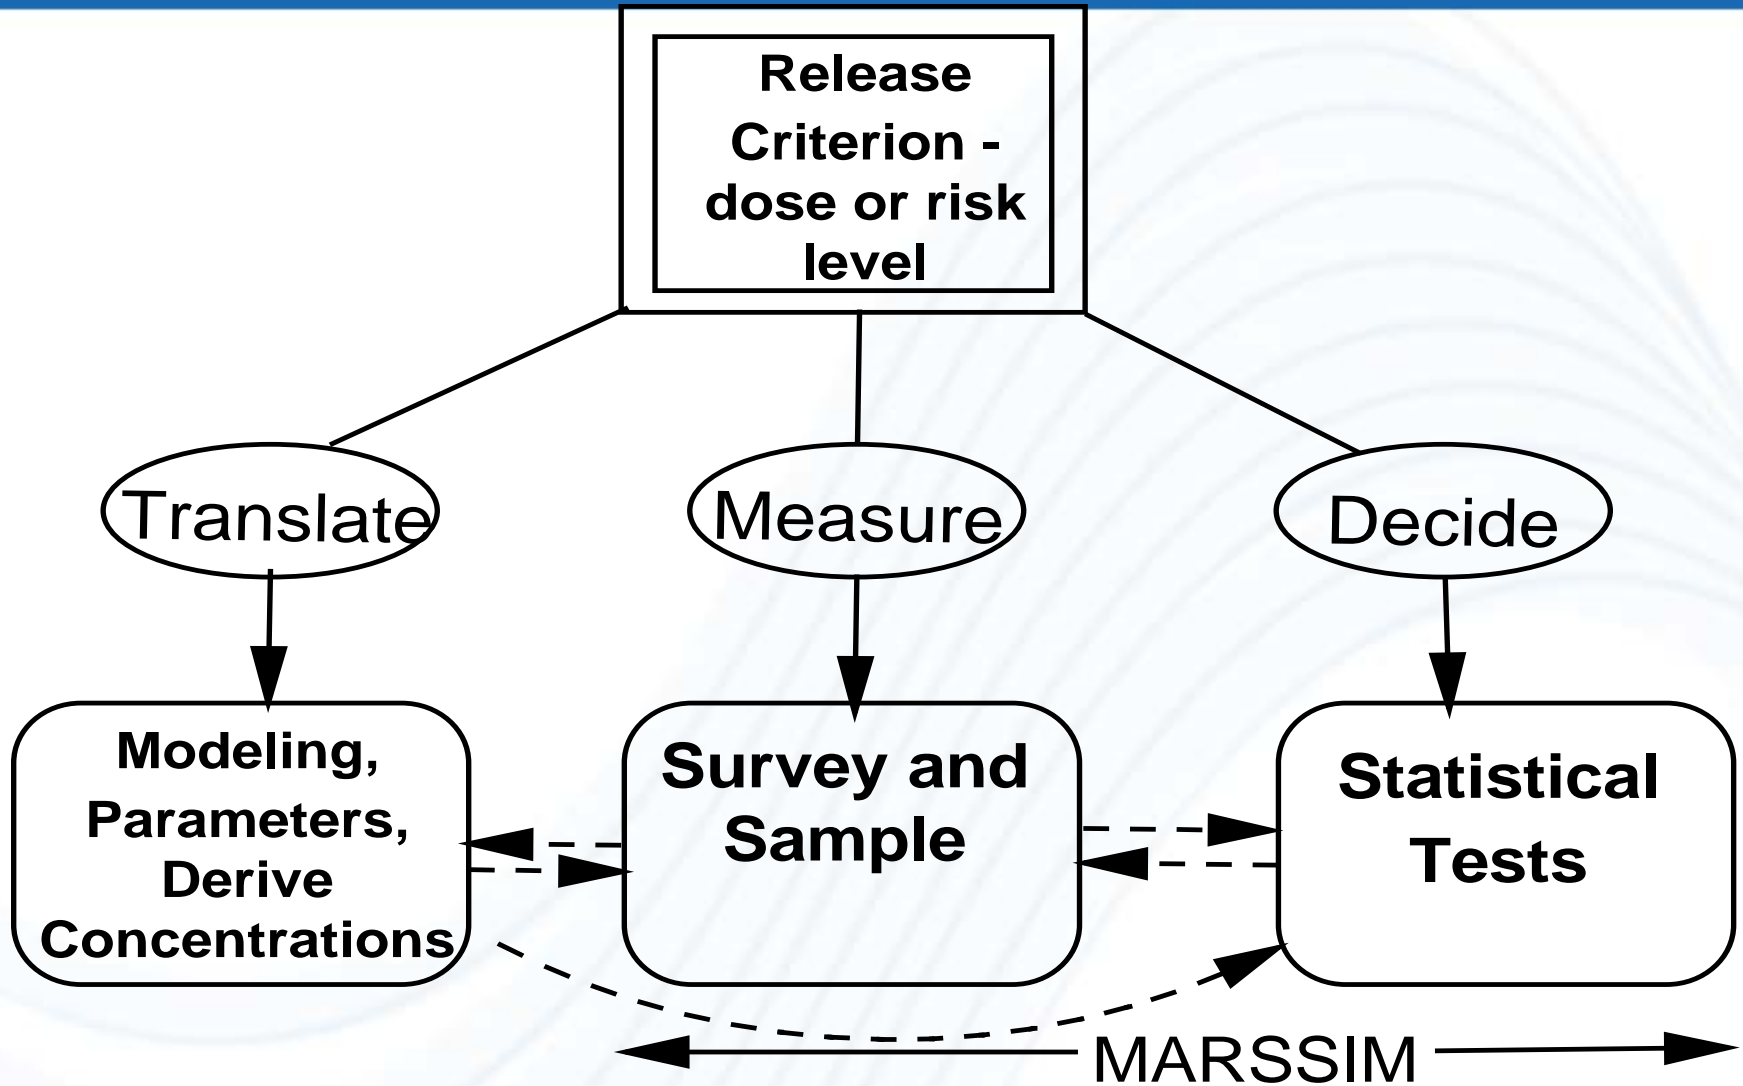 Release
Criterion -
dose or risk
level
Translate
Measure
Decide
Modeling,
Parameters,
Derive
Concentrations
Survey and
Sample
Statistical
Tests
MARSSIM